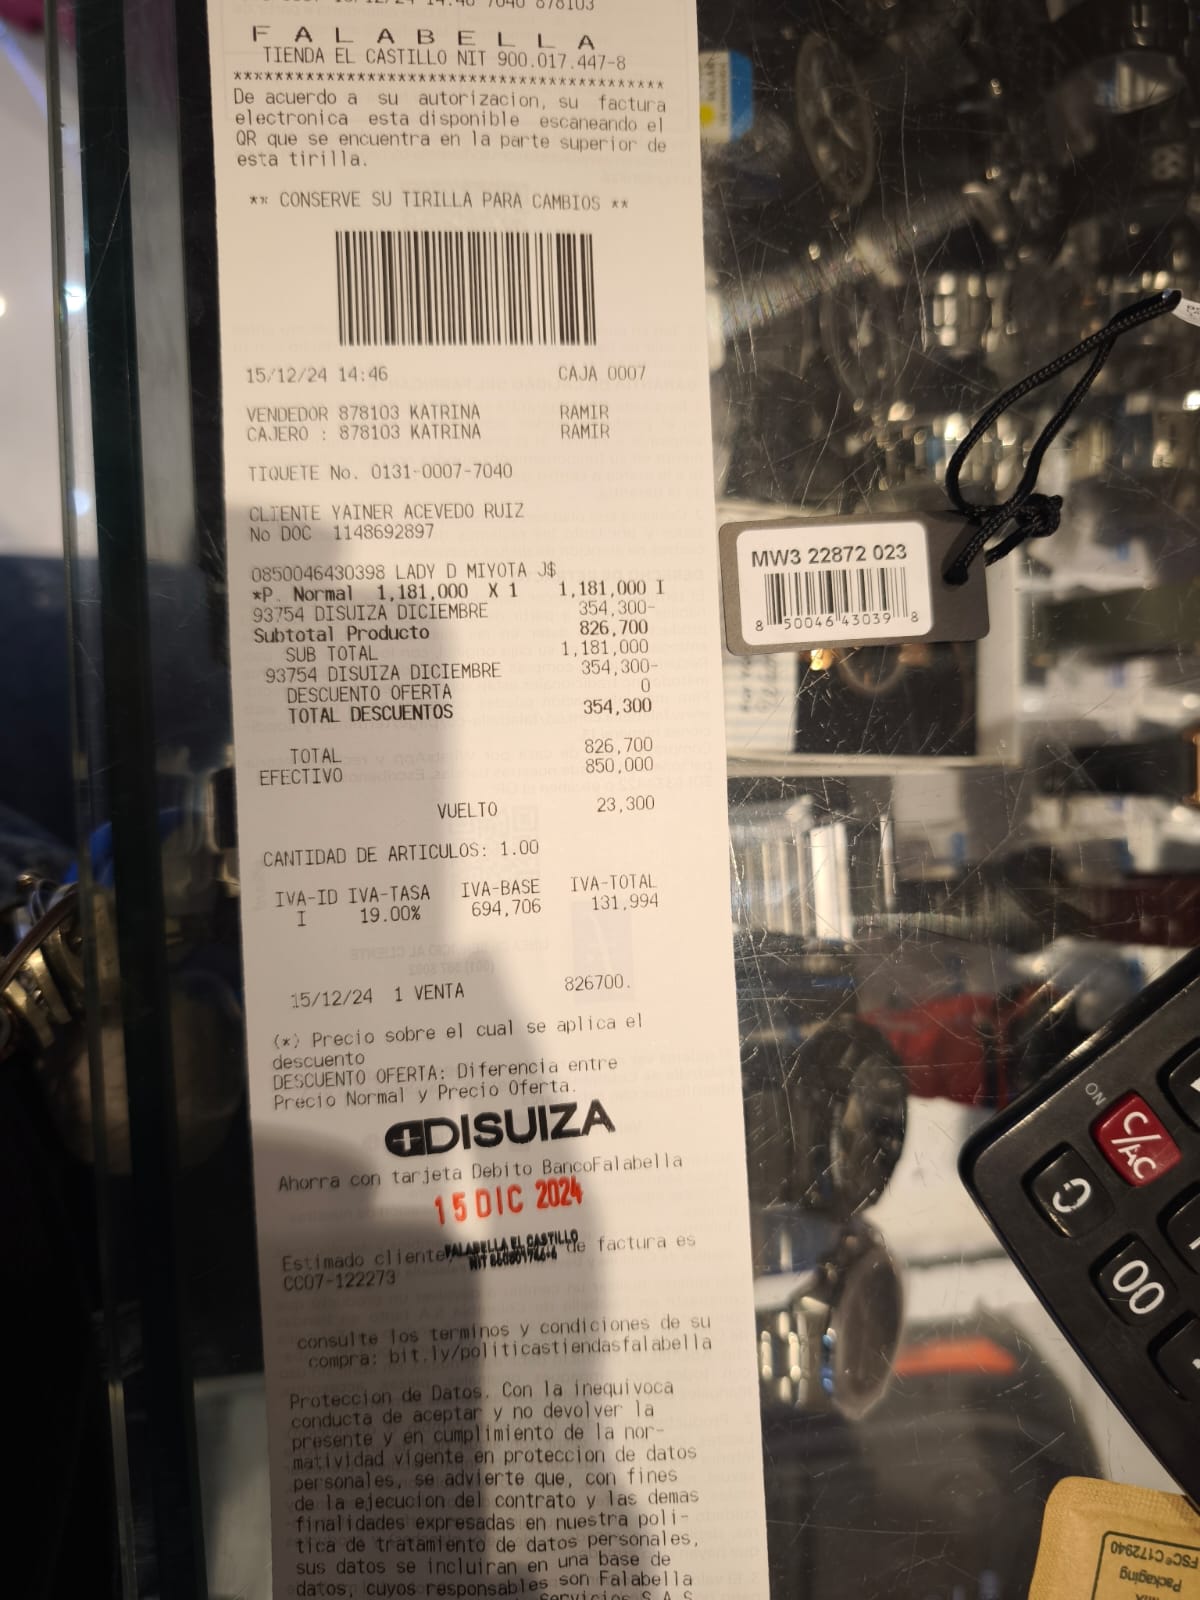 F A L A B E L L A
TIENDA EL CASTILLO NIT 900.017.447-8
****************************************
De acuerdo a su autorizacion, su factura
electronica esta disponible escaneando el
QR que se encuentra en la parte superior de
esta tirilla.
** CONSERVE SU TIRILLA PARA CAMBIOS **
15/12/24 14:46 CAJA 0007
VENDEDOR 878103 KATRINA RAMIR
CAJERO : 878103 KATRINA RAMIR
TIQUETE No. 0131-0007-7040
CLIENTE YAINER ACEVEDO RUIZ
No DOC 1148692897
0850046430398 LADY D MIYOTA J$
*P. Normal 1,181,000 X 1 1,181,000 I
93754 DISUIZA DICIEMBRE 354,300-
Subtotal Producto 826,700
SUB TOTAL 1,181,000
93754 DISUIZA DICIEMBRE 354,300-
DESCUENTO OFERTA 0
TOTAL DESCUENTOS 354,300
TOTAL 826,700
EFECTIVO 850,000
VUELTO 23,300
CANTIDAD DE ARTICULOS: 1.00
IVA-ID IVA-TASA IVA-BASE IVA-TOTAL
I 19.00% 694,706 131,994
15/12/24 1 VENTA 826700.
(*) Precio sobre el cual se aplica el
descuento
DESCUENTO OFERTA: Diferencia entre
Precio Normal y Precio Oferta.
DISUIZA
Ahorra con tarjeta Debito BancoFalabella
15 DIC 2024
FALABELLA EL CASTILLO
Estimado cliente de factura es
CC07-122273
consulte los terminos y condiciones de su
compra: bit.ly/politicastiendasfalabella
Proteccion de Datos. Con la inequivoca
conducta de aceptar y no devolver la
presente y en cumplimiento de la nor-
matividad vigente en proteccion de datos
personales, se advierte que, con fines
de la ejecucion del contrato y las demas
finalidades expresadas en nuestra poli-
tica de tratamiento de datos personales,
sus datos se incluiran en una base de
datos, cuyos responsables son Falabella
MW3 22872 023
8 50046 43039 8
ON
C/AC
00
FSC® C172940
Packaging